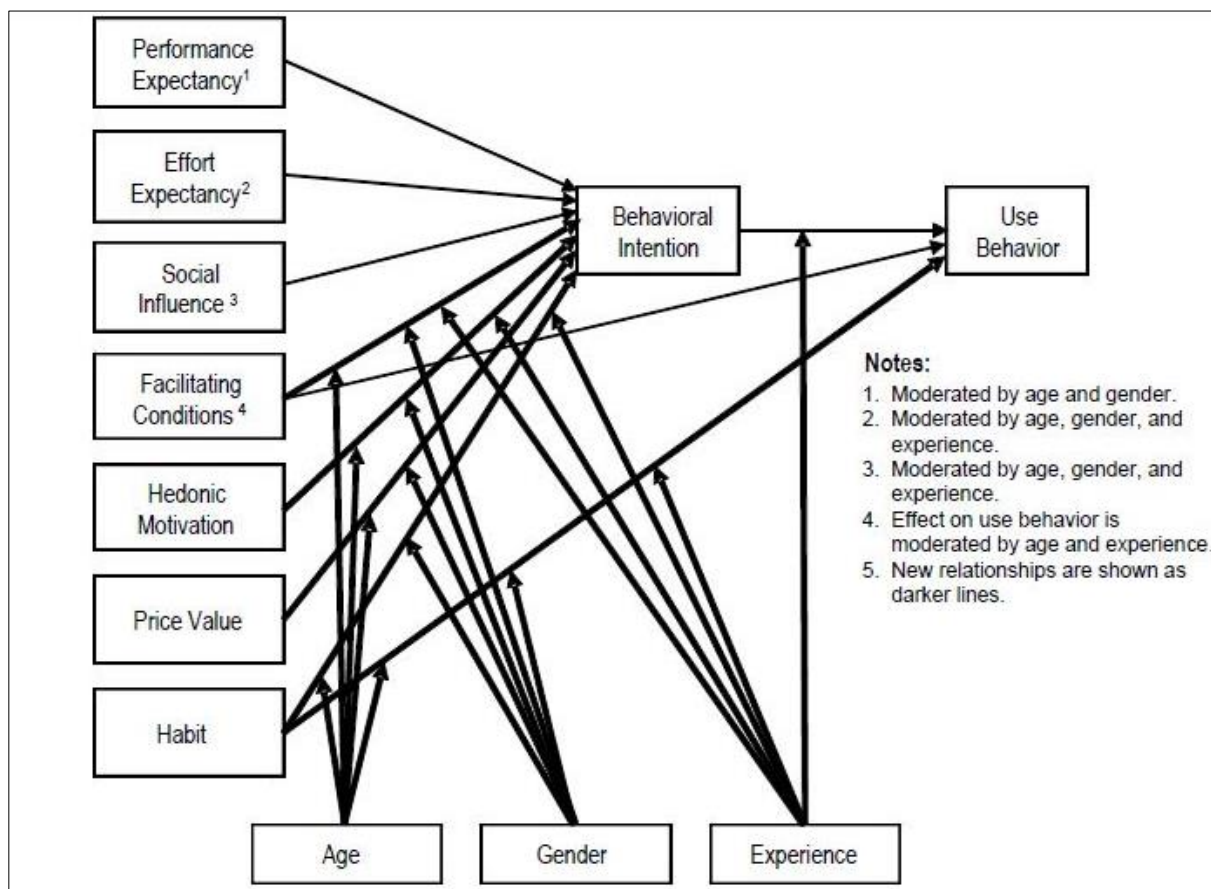 Performance
Expectancy¹
Effort
Expectancy²
Social
Influence ³
Facilitating
Conditions ⁴
Hedonic
Motivation
Price Value
Habit
Behavioral
Intention
Use
Behavior
Notes:
1. Moderated by age and gender.
2. Moderated by age, gender, and
experience.
3. Moderated by age, gender, and
experience.
4. Effect on use behavior is
moderated by age and experience.
5. New relationships are shown as
darker lines.
Age
Gender
Experience